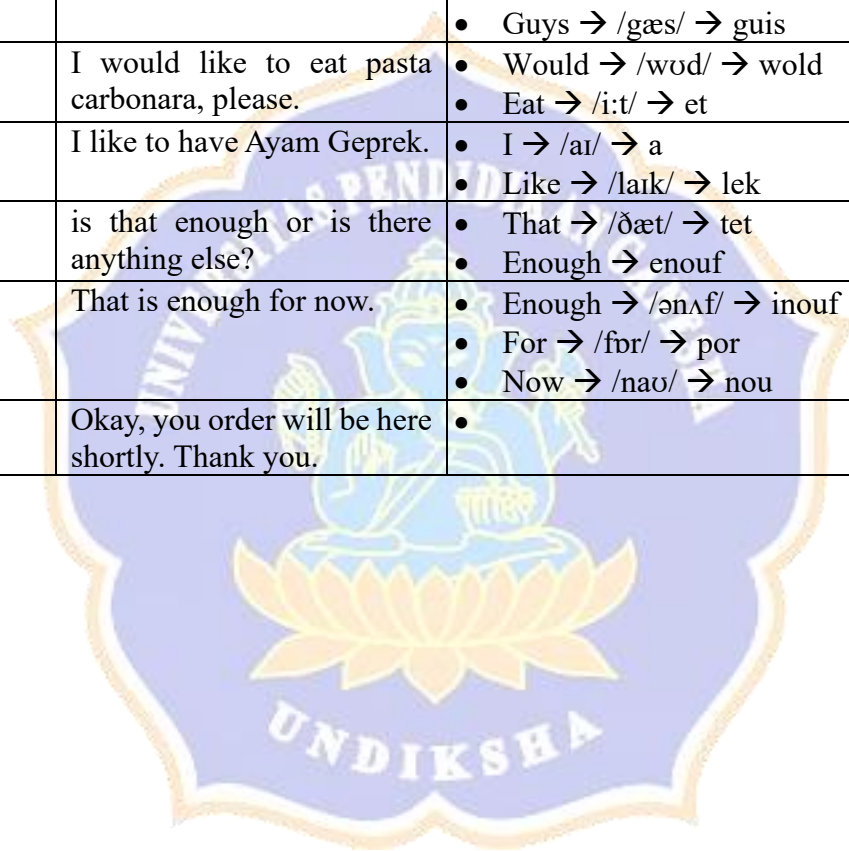 • Guys → /gæs/ → guis
I would like to eat pasta • Would → /wʊd/ → wold
carbonara, please. • Eat → /i:t/ → et
I like to have Ayam Geprek. • I → /aɪ/ → a
• Like → /laɪk/ → lek
is that enough or is there • That → /ðæt/ → tet
anything else? • Enough → enouf
That is enough for now. • Enough → /ənʌf/ → inouf
• For → /fɒr/ → por
• Now → /naʊ/ → nou
Okay, you order will be here •
shortly. Thank you.
UNIVERSITAS PENDIDIKAN GANESHA
UNDIKSHA